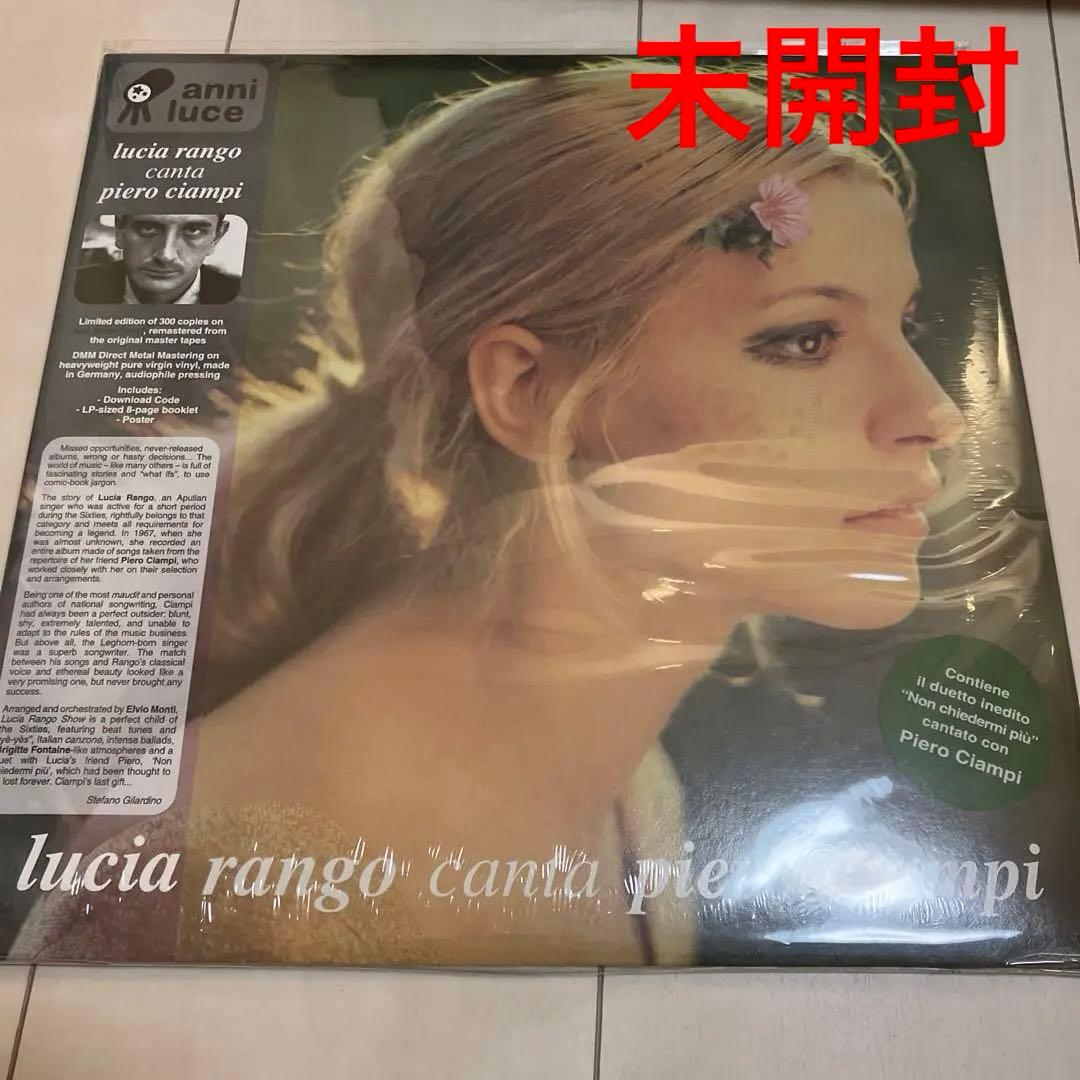 未開封
anni
luce
lucia rango
canta
piero ciampi
Limited edition of 300 copies on
, remastered from
the original master tapes
DMM Direct Metal Mastering on
heavyweight pure virgin vinyl, made
in Germany, audiophile pressing
Includes:
- Download Code
- LP-sized 8-page booklet
- Poster
Missed opportunities, never-released
albums, wrong or hasty decisions... The
world of music – like many others – is full of
fascinating stories and "what ifs", to use
comic-book jargon.
The story of Lucia Rango, an Apulian
singer who was active for a short period
during the Sixties, rightfully belongs to that
category and meets all requirements for
becoming a legend. In 1967, when she
was almost unknown, she recorded an
entire album made of songs taken from the
repertoire of her friend Piero Ciampi, who
worked closely with her on their selection
and arrangements.
Being one of the most maudit and personal
authors of national songwriting, Ciampi
had always been a perfect outsider: blunt,
shy, extremely talented, and unable to
adapt to the rules of the music business.
But above all, the Leghorn-born singer
was a superb songwriter. The match
between his songs and Rango's classical
voice and ethereal beauty looked like a
very promising one, but never brought any
success.
Arranged and orchestrated by Elvio Monti,
Lucia Rango Show is a perfect child of
the Sixties, featuring beat tunes and
yè-yès", Italian canzone, intense ballads,
Brigitte Fontaine-like atmospheres and a
uet with Lucia's friend Piero, 'Non
iedermi più', which had been thought to
lost forever. Ciampi's last gift...
Stefano Gilardino
Contiene
il duetto inedito
"Non chiedermi più"
cantato con
Piero Ciampi
lucia rango canta pie mpi